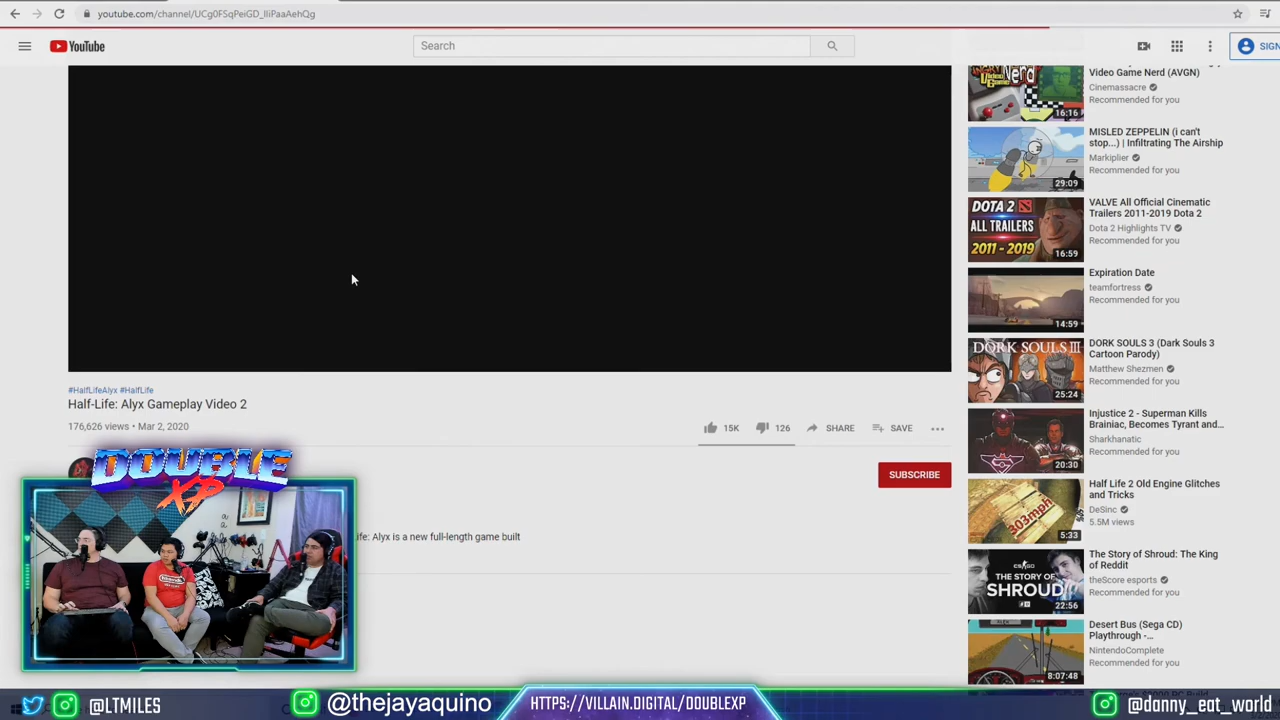 youtube.com/channel/UCg0FSqPeiGD_IIiPaaAehQg
YouTube
Search
SIGN
#HalfLifeAlyx #HalfLife
Half-Life: Alyx Gameplay Video 2
176,626 views • Mar 2, 2020
15K
126
SHARE
SAVE
SUBSCRIBE
ife: Alyx is a new full-length game built
Video Game Nerd (AVGN)
Cinemassacre
Recommended for you
16:16
MISLED ZEPPELIN (i can't
stop...) | Infiltrating The Airship
Markiplier
Recommended for you
29:09
DOTA 2
ALL TRAILERS
2011 - 2019
16:59
VALVE All Official Cinematic
Trailers 2011-2019 Dota 2
Dota 2 Highlights TV
Recommended for you
Expiration Date
teamfortress
Recommended for you
14:59
DORK SOULS III
25:24
DORK SOULS 3 (Dark Souls 3
Cartoon Parody)
Matthew Shezmen
Recommended for you
Injustice 2 - Superman Kills
Brainiac, Becomes Tyrant and...
Sharkhanatic
Recommended for you
20:30
303mph
5:33
Half Life 2 Old Engine Glitches
and Tricks
DeSinc
5.5M views
CS:GO
THE STORY OF
SHROUD
22:56
The Story of Shroud: The King
of Reddit
theScore esports
Recommended for you
Desert Bus (Sega CD)
Playthrough -...
NintendoComplete
Recommended for you
8:07:48
DOUBLE
XP
Nintendo
@LTMILES
@thejayaquino
HTTPS://VILLAIN.DIGITAL/DOUBLEXP
@danny_eat_world